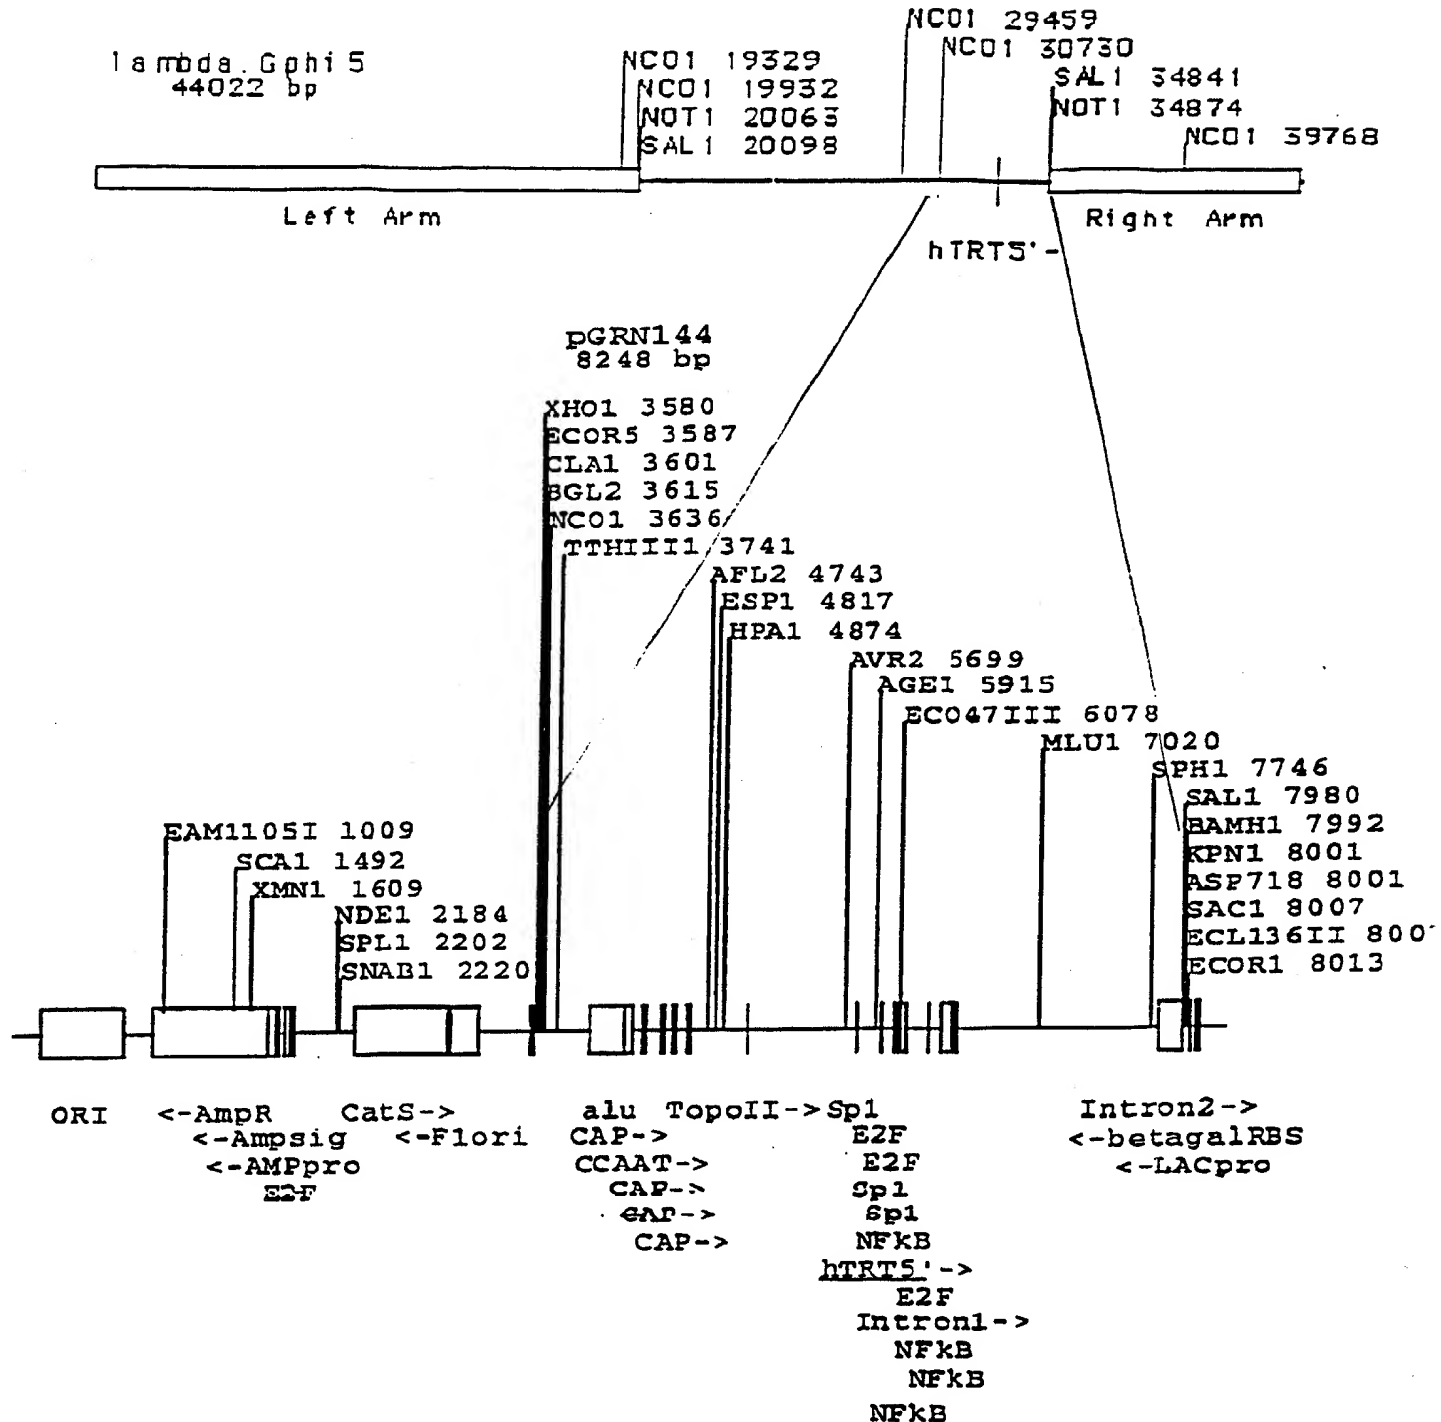 lambda.Gphi5
44022 bp
NCO1 29459
NCO1 30730
NCO1 19329
NCO1 19932
NOT1 20063
SAL1 20098
SAL1 34841
NOT1 34874
NCO1 39768
Left Arm
Right Arm
hTRT5'-
pGRN144
8248 bp
XHO1 3580
ECOR5 3587
CLA1 3601
BGL2 3615
NCO1 3636
TTHIII1 3741
AFL2 4743
ESP1 4817
HPA1 4874
AVR2 5699
AGE1 5915
ECO47III 6078
MLU1 7020
SPH1 7746
SAL1 7980
BAMH1 7992
KPN1 8001
ASP718 8001
SAC1 8007
ECL136II 800
ECOR1 8013
EAM1105I 1009
SCA1 1492
XMN1 1609
NDE1 2184
SPL1 2202
SNAB1 2220
ORI <-AmpR CatS-> alu TopoII-> Sp1 Intron2->
<-Ampsig <-F1ori CAP-> E2F <-betagalRBS
<-AMPpro CCAAT-> E2F <-LACpro
E2F CAP-> Sp1
CAP-> Sp1
CAP-> NFkB
hTRT5'->
E2F
Intron1->
NFkB
NFkB
NFkB